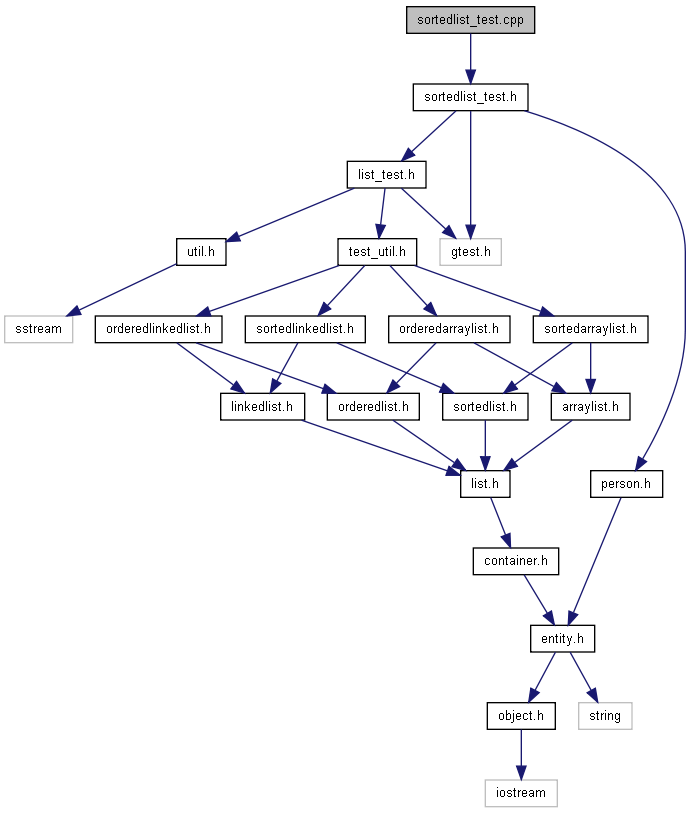 sortedlist_test.cpp
sortedlist_test.h
list_test.h
util.h
test_util.h
gtest.h
sstream
orderedlinkedlist.h
sortedlinkedlist.h
orderedarraylist.h
sortedarraylist.h
linkedlist.h
orderedlist.h
sortedlist.h
arraylist.h
list.h
person.h
container.h
entity.h
object.h
string
iostream